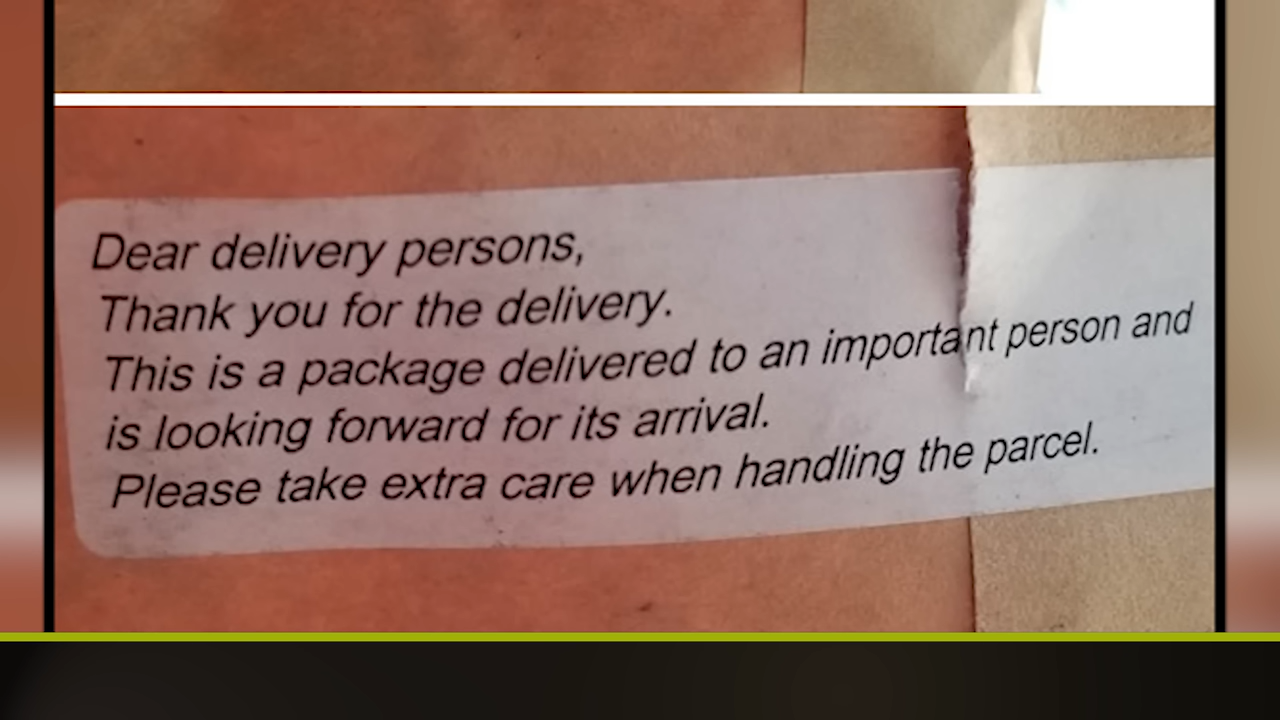 Dear delivery persons,
Thank you for the delivery.
This is a package delivered to an important person and
is looking forward for its arrival.
Please take extra care when handling the parcel.